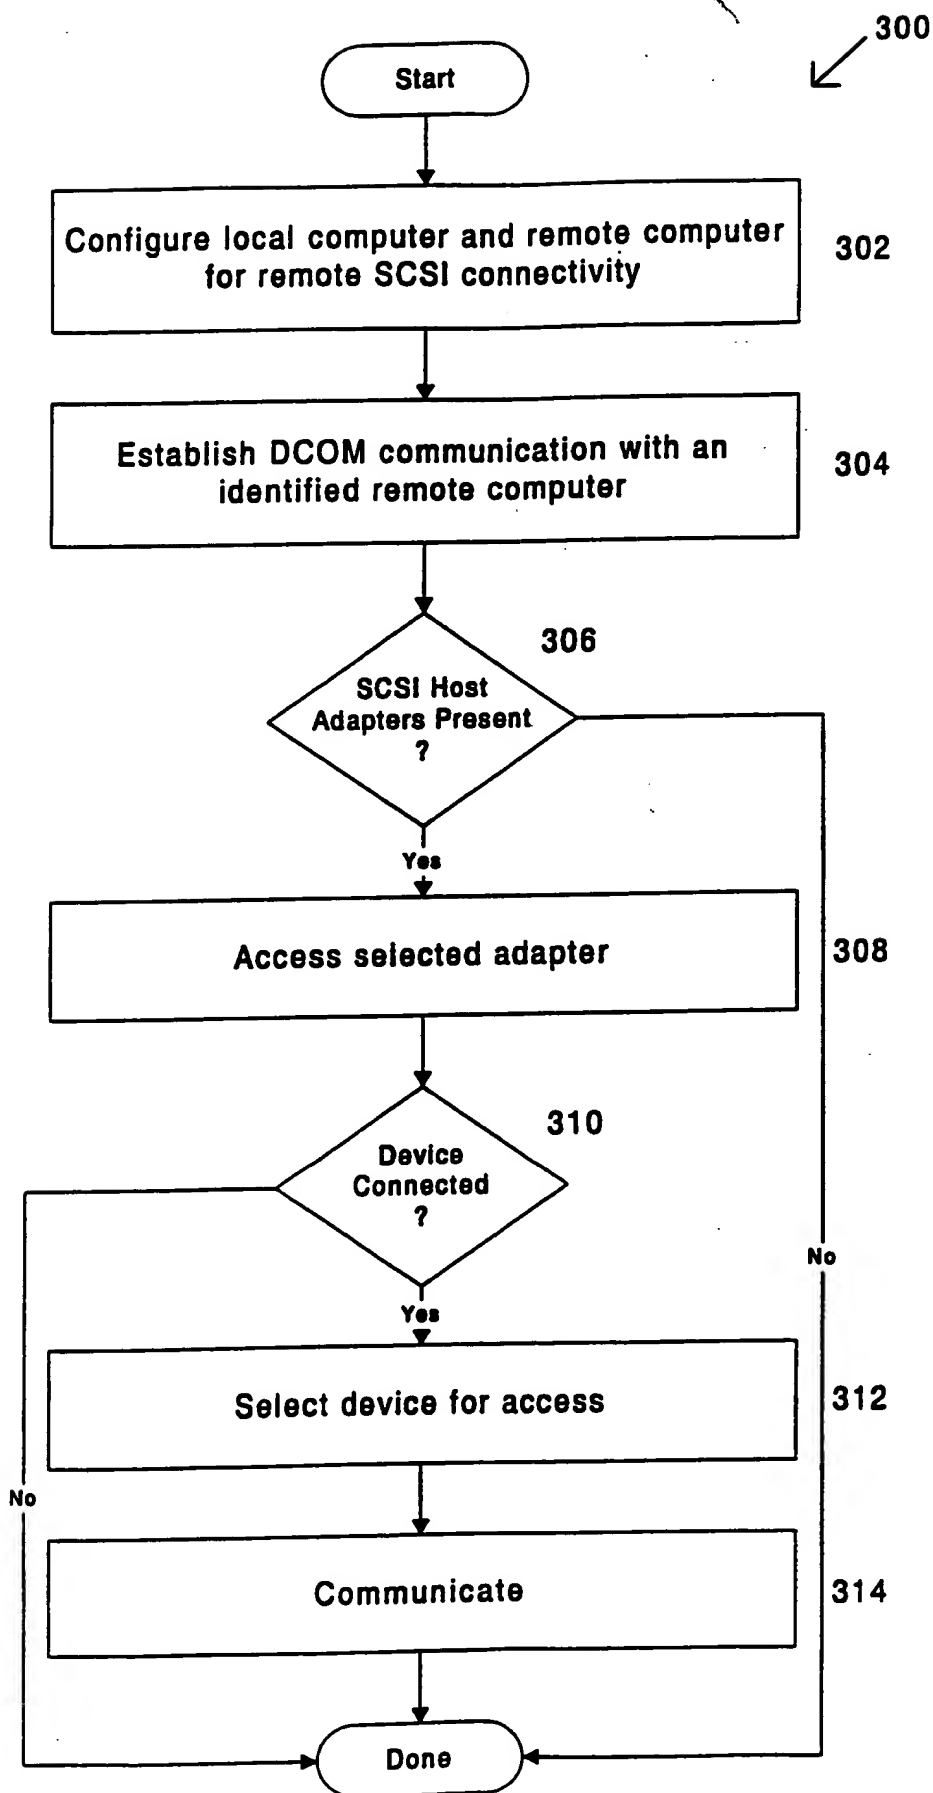 300
Start
Configure local computer and remote computer
for remote SCSI connectivity
302
Establish DCOM communication with an
identified remote computer
304
306
SCSI Host
Adapters Present
?
Yes
Access selected adapter
308
310
Device
Connected
?
No
Yes
Select device for access
312
No
Communicate
314
Done